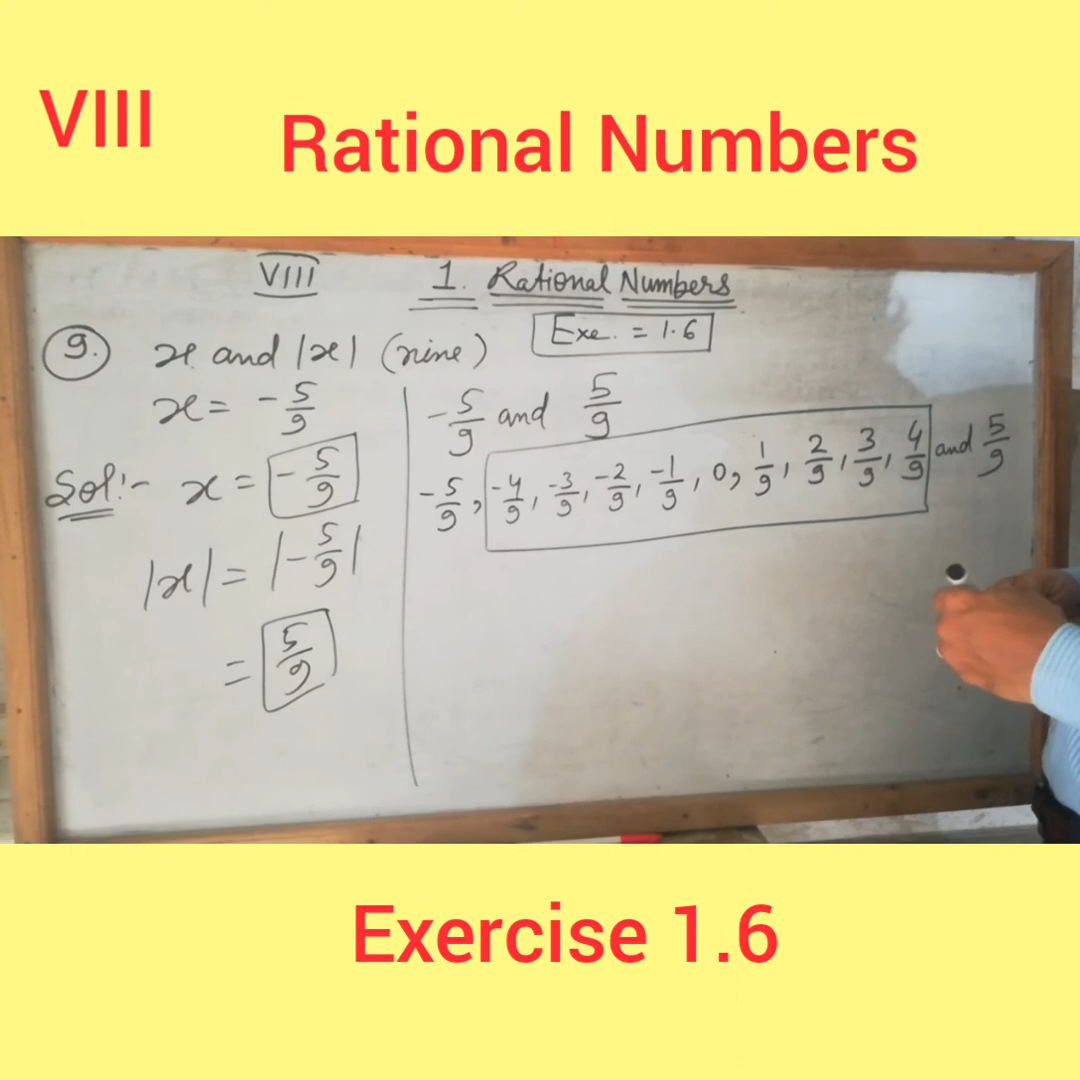 VIII
Rational Numbers
VIII 1. Rational Numbers
Exe. = 1.6
9. x and |x| (nine)
x = -5/9
Sol:- x = -5/9
|x| = |-5/9|
= 5/9
-5/9 and 5/9
-5/9, -4/9, -3/9, -2/9, -1/9, 0, 1/9, 2/9, 3/9, 4/9 and 5/9
Exercise 1.6